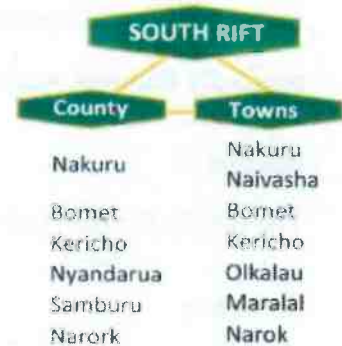 SOUTH RIFT
County Towns
Nakuru Nakuru
Naivasha
Bomet Bomet
Kericho Kericho
Nyandarua Olkalau
Samburu Maralal
Narork Narok